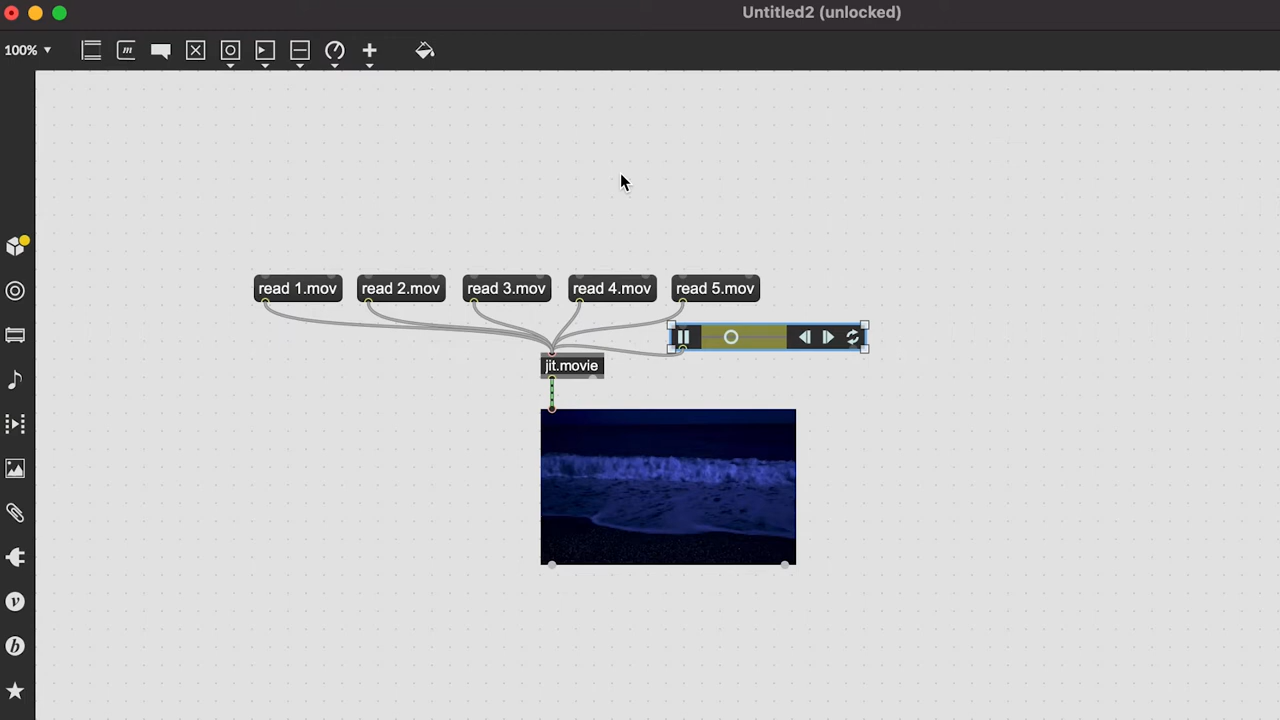 Untitled2 (unlocked)
100%
read 1.mov read 2.mov read 3.mov read 4.mov read 5.mov
jit.movie